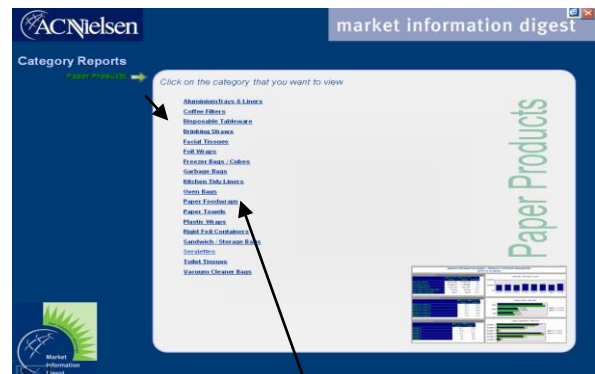 ACNielsen
market information digest
Category Reports
Paper Products
Click on the category that you want to view
AluminiumTrays & Liners
Coffee Filters
Disposable Tableware
Drinking Straws
Facial Tissues
Foil Wraps
Freezer Bags / Cubes
Garbage Bags
Kitchen Tidy Liners
Oven Bags
Paper Foodwraps
Paper Towels
Plastic Wraps
Rigid Foil Containers
Sandwich / Storage Bags
Serviettes
Toilet Tissues
Vacuum Cleaner Bags
Paper Products
Market
Information
Digest